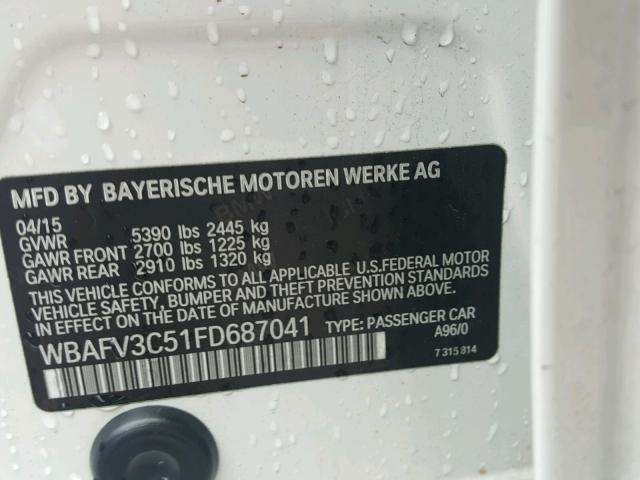 MFD BY BAYERISCHE MOTOREN WERKE AG
04/15
GVWR 5390 lbs 2445 kg
GAWR FRONT 2700 lbs 1225 kg
GAWR REAR 2910 lbs 1320 kg
THIS VEHICLE CONFORMS TO ALL APPLICABLE U.S.FEDERAL MOTOR
VEHICLE SAFETY, BUMPER AND THEFT PREVENTION STANDARDS
IN EFFECT ON THE DATE OF MANUFACTURE SHOWN ABOVE.
WBAFV3C51FD687041 TYPE: PASSENGER CAR
A96/0
7 315 814